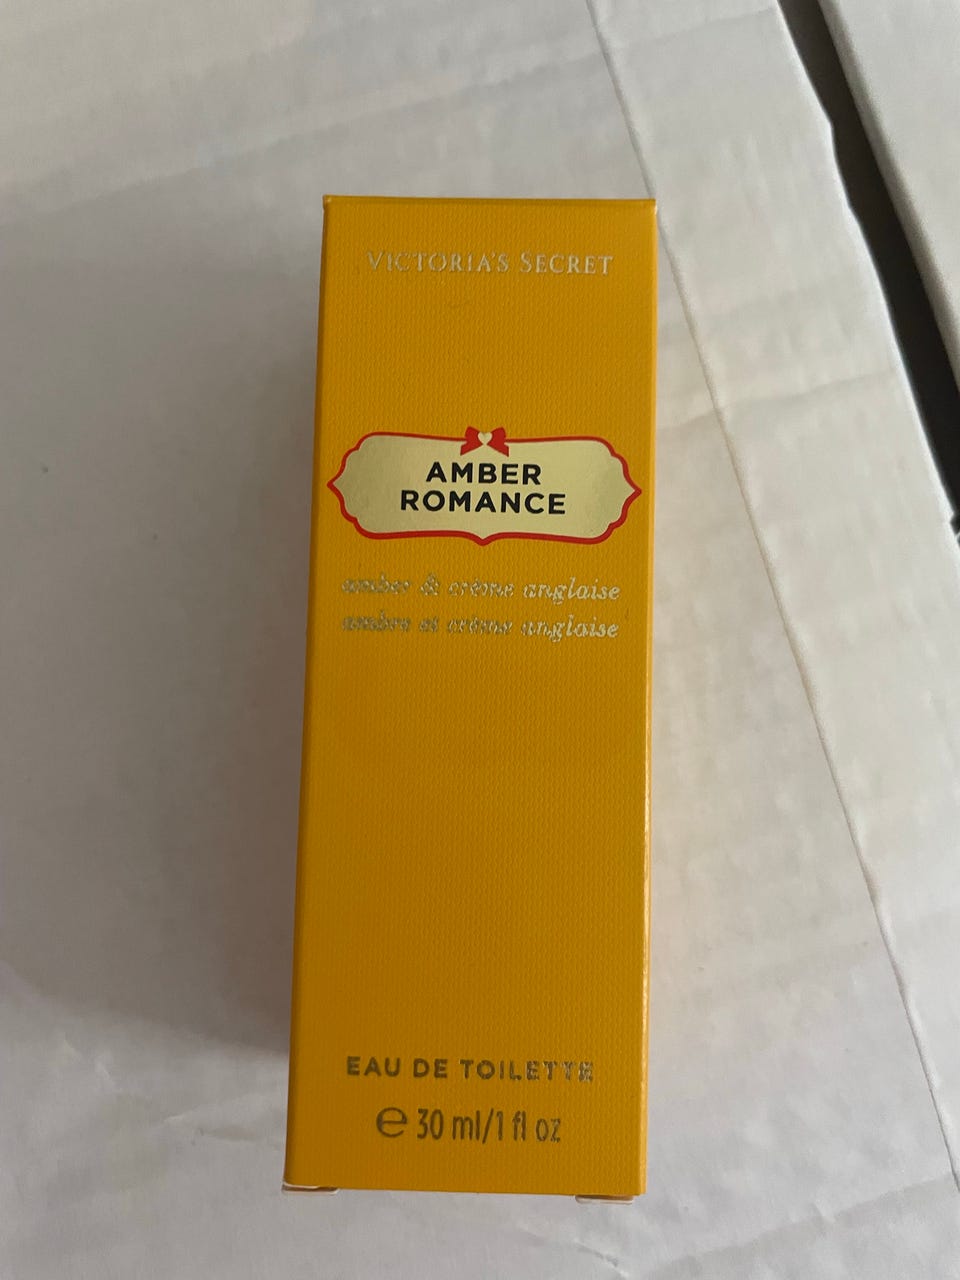 VICTORIA'S SECRET
AMBER
ROMANCE
amber & crème anglaise
ambre et crème anglaise
EAU DE TOILETTE
℮ 30 ml/1 fl oz